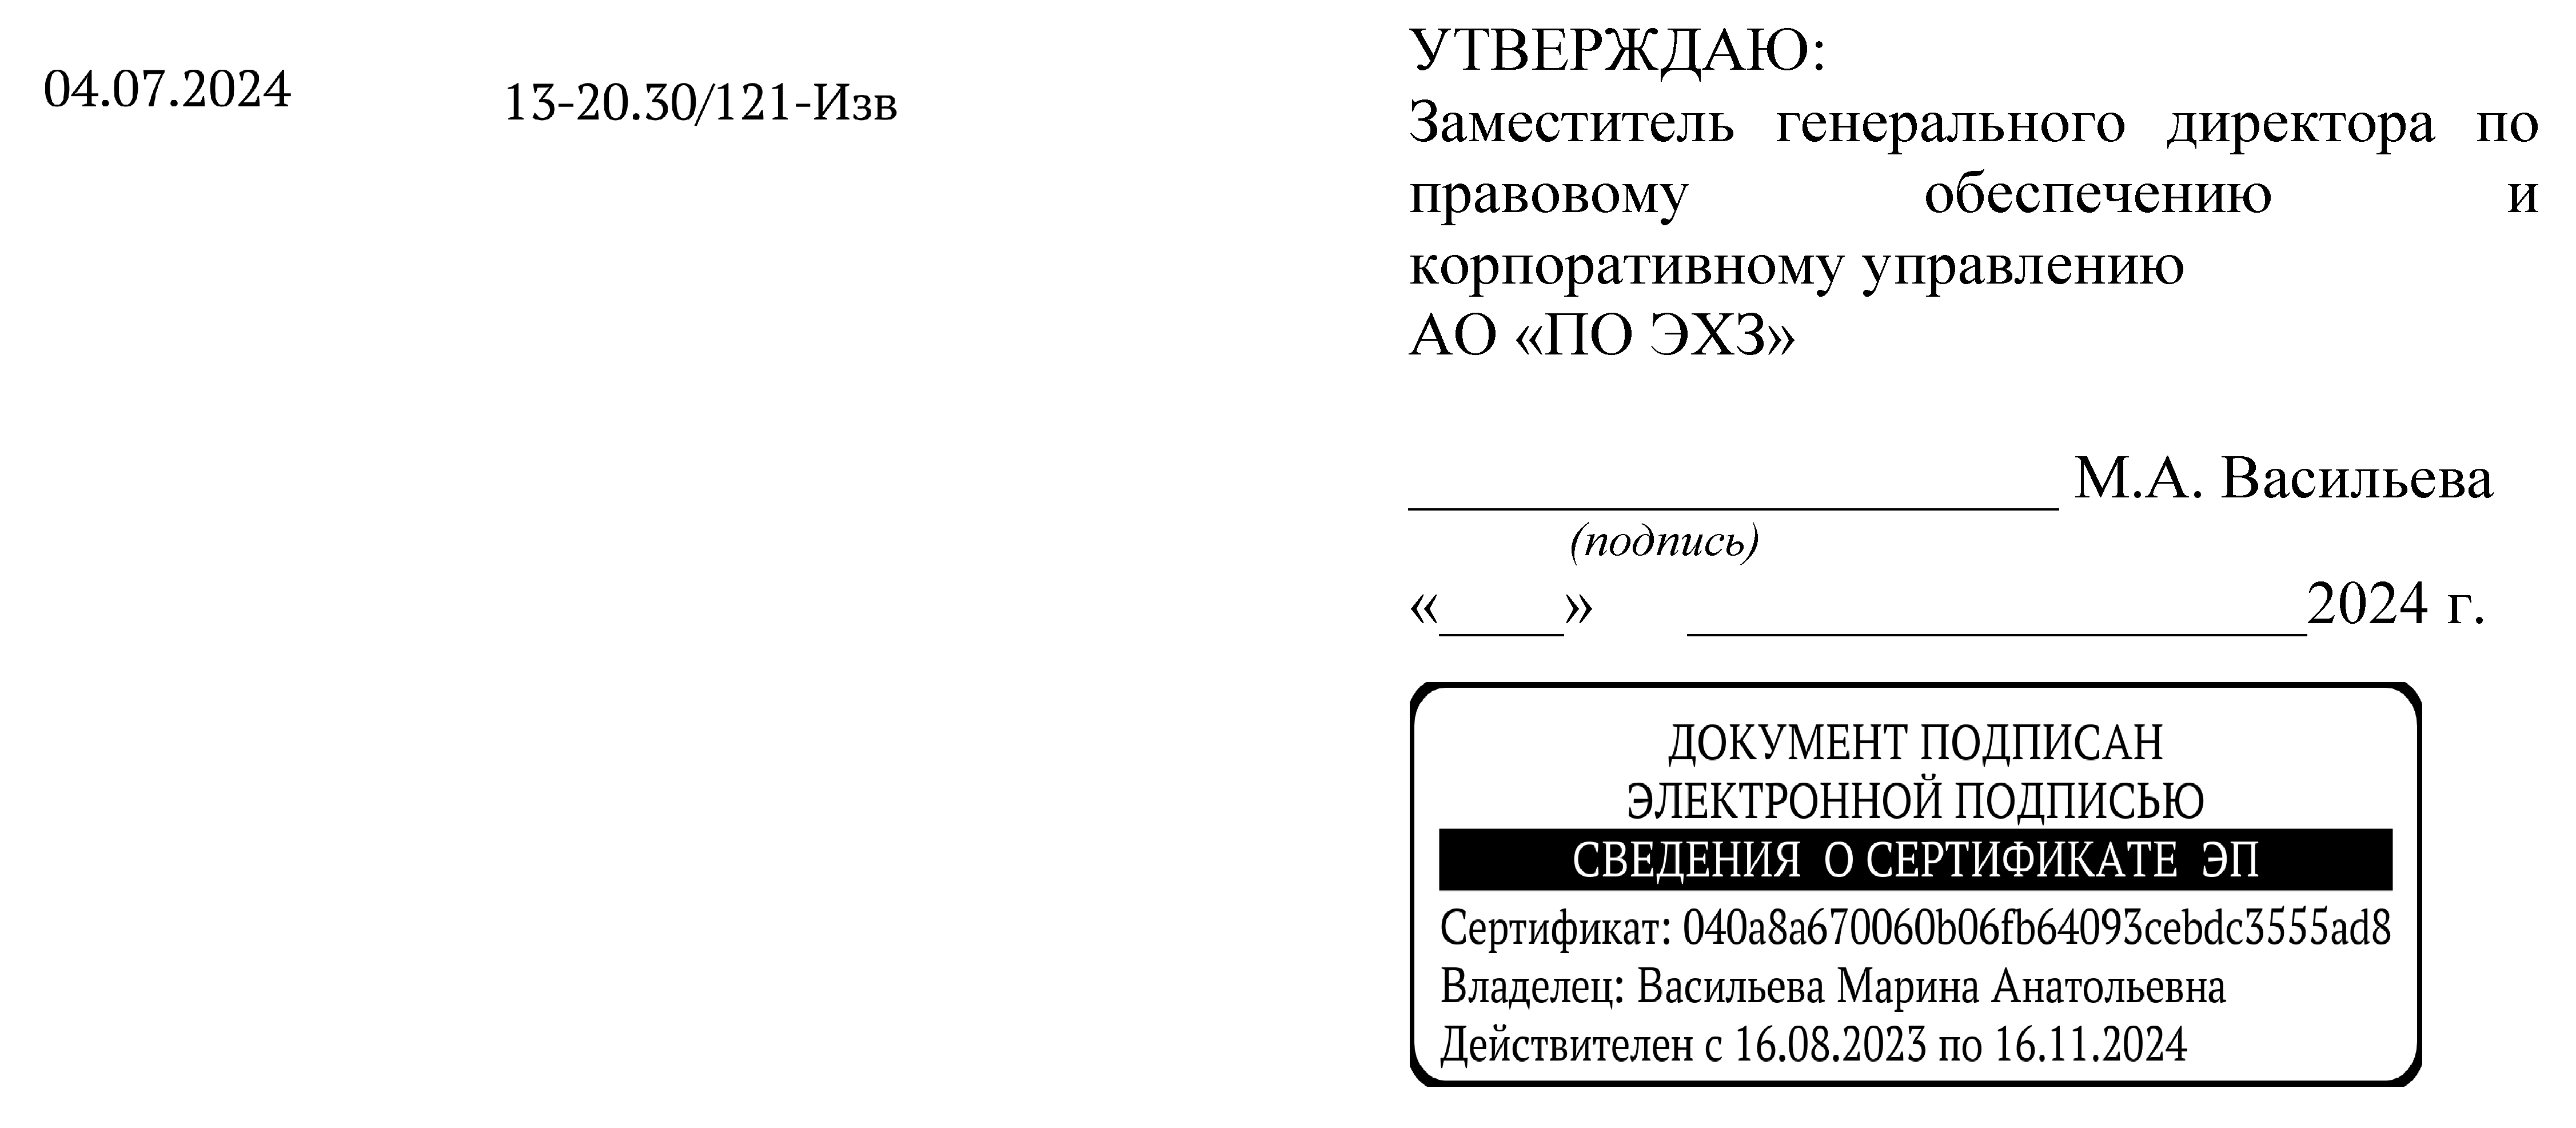 04.07.2024
13-20.30/121-Изв
УТВЕРЖДАЮ:
Заместитель генерального директора по
правовому обеспечению и
корпоративному управлению
АО «ПО ЭХЗ»
М.А. Васильева
(подпись)
«____» ____________________2024 г.
ДОКУМЕНТ ПОДПИСАН
ЭЛЕКТРОННОЙ ПОДПИСЬЮ
СВЕДЕНИЯ О СЕРТИФИКАТЕ ЭП
Сертификат: 040a8a670060b06fb64093cebdc3555ad8
Владелец: Васильева Марина Анатольевна
Действителен с 16.08.2023 по 16.11.2024